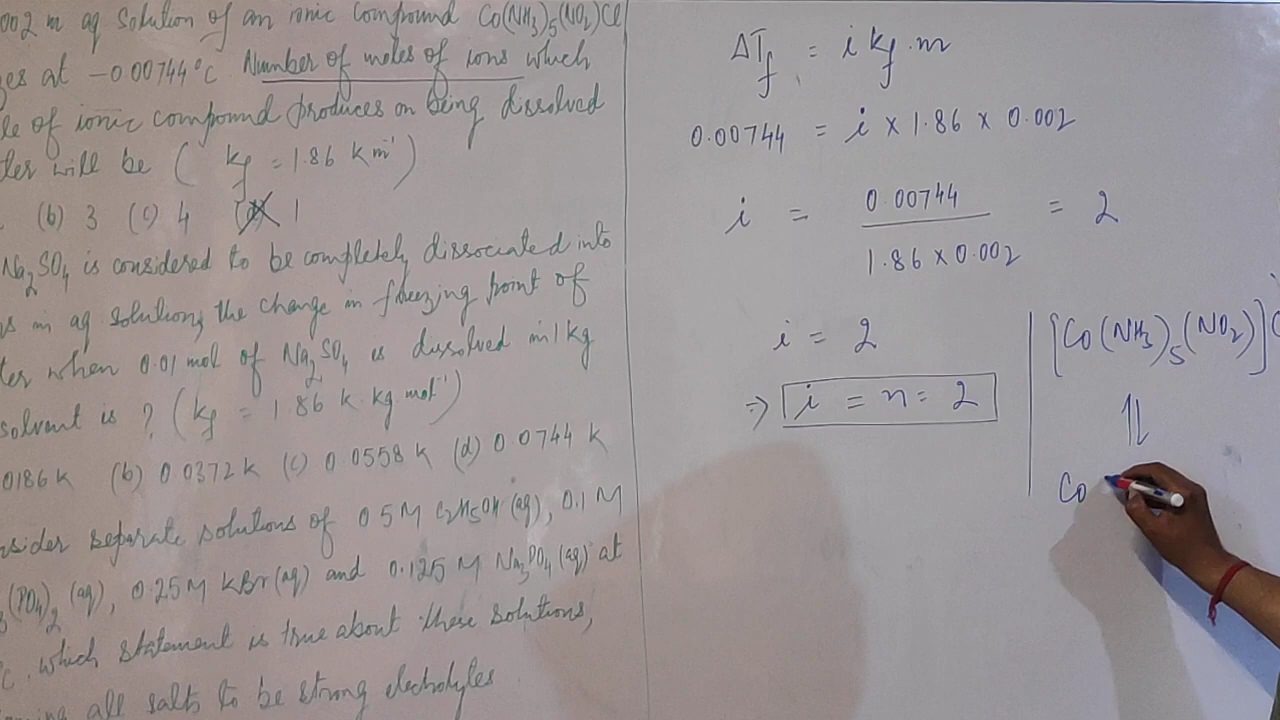 002 m aq solution of an ionic compound Co(NH₃)₅(NO₂)Cl
es at -0.00744°C. Number of moles of ions which
le of ionic compound produces on being dissolved
ter will be ( kf = 1.86 K m⁻¹ )
(b) 3 (c) 4 (d) 1
Na₂SO₄ is considered to be completely dissociated into
s in aq. solution, the change in freezing point of
ter when 0.01 mol of Na₂SO₄ is dissolved in 1 kg
solvent is ? ( kf = 1.86 k. kg mol⁻¹ )
0186 K (b) 0.0372 K (c) 0.0558 K (d) 0.0744 K
nsider separate solutions of 0.5 M C₂H₅OH (aq), 0.1 M
₃(PO₄)₂ (aq), 0.25 M KBr (aq) and 0.125 M Na₃PO₄ (aq) at
°C. which statement is true about these solutions,
ming all salts to be strong electrolytes
ΔTf = i kf . m
0.00744 = i × 1.86 × 0.002
i = 0.00744 / 1.86 × 0.002 = 2
i = 2
⇒ i = n = 2
[Co(NH₃)₅(NO₂)]C
⇌
Co